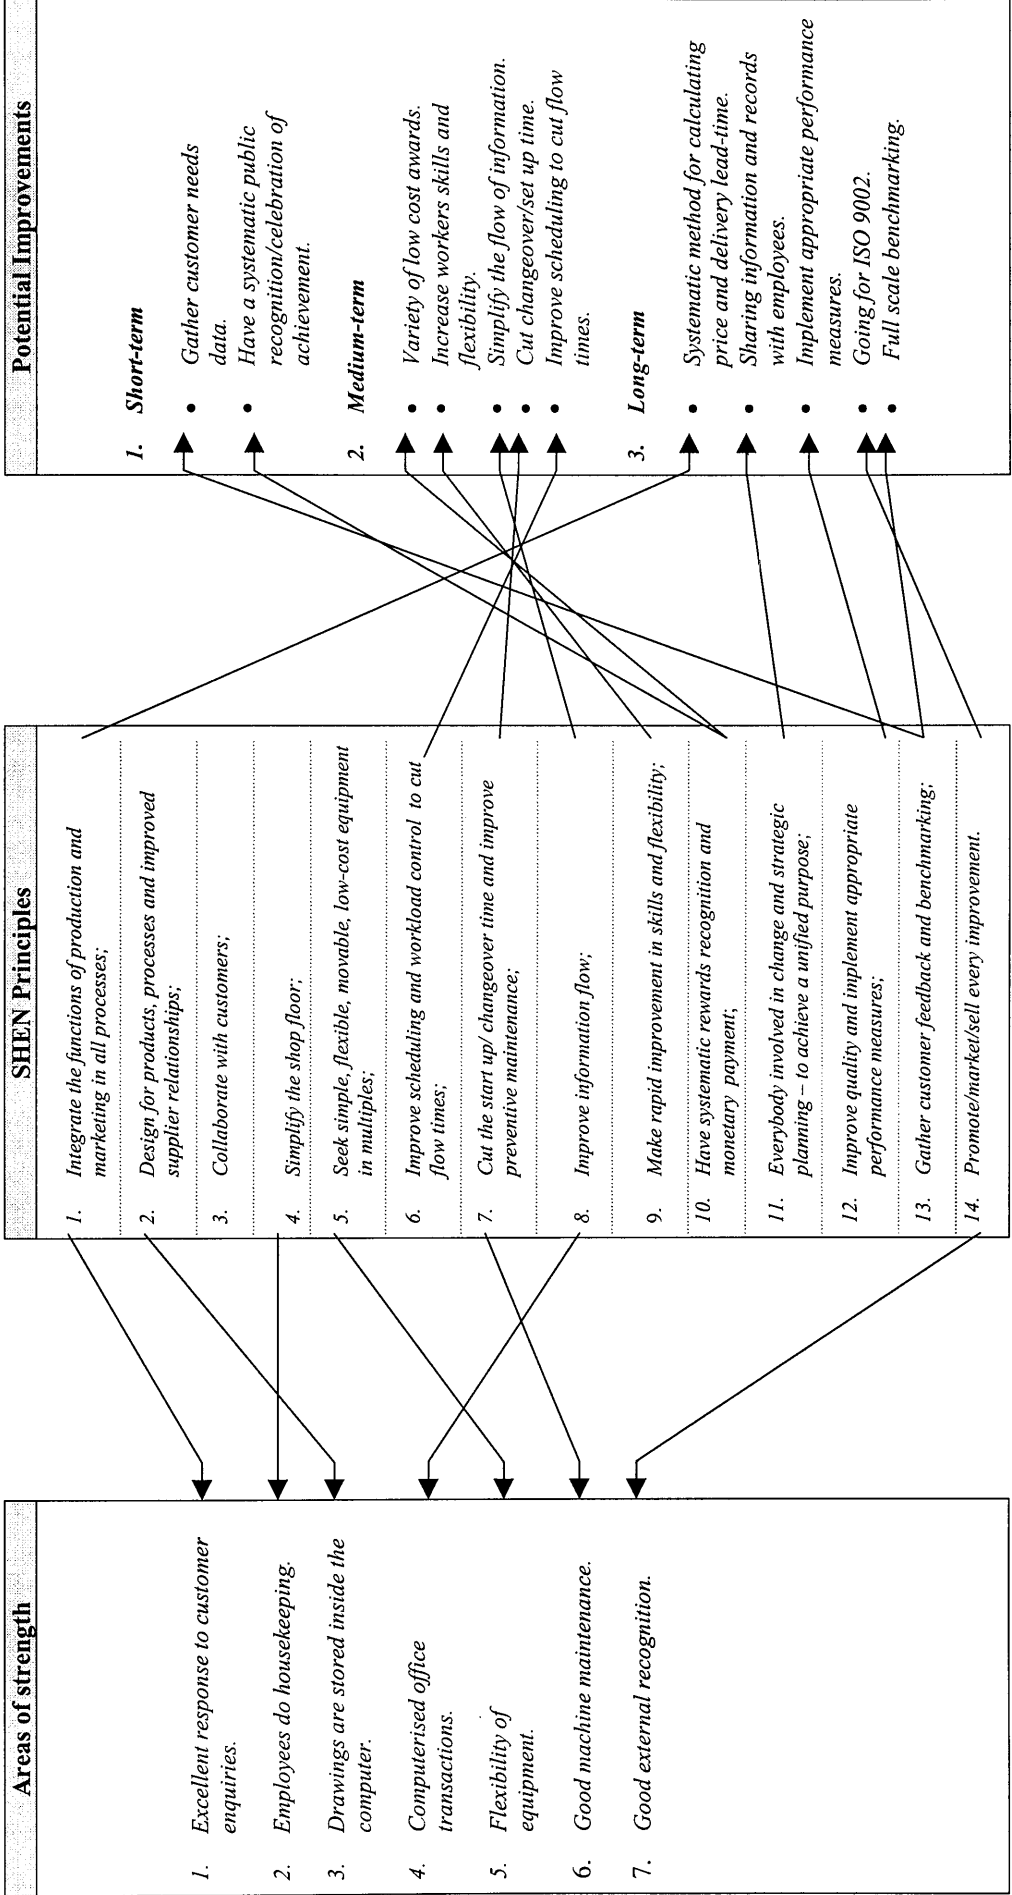 Areas of strength
1. Excellent response to customer
enquiries.
2. Employees do housekeeping.
3. Drawings are stored inside the
computer.
4. Computerised office
transactions.
5. Flexibility of
equipment.
6. Good machine maintenance.
7. Good external recognition.
SHEN Principles
1. Integrate the functions of production and
marketing in all processes;
2. Design for products, processes and improved
supplier relationships;
3. Collaborate with customers;
4. Simplify the shop floor;
5. Seek simple, flexible, movable, low-cost equipment
in multiples;
6. Improve scheduling and workload control to cut
flow times;
7. Cut the start up/ changeover time and improve
preventive maintenance;
8. Improve information flow;
9. Make rapid improvement in skills and flexibility;
10. Have systematic rewards recognition and
monetary payment;
11. Everybody involved in change and strategic
planning – to achieve a unified purpose;
12. Improve quality and implement appropriate
performance measures;
13. Gather customer feedback and benchmarking;
14. Promote/market/sell every improvement.
Potential Improvements
1. Short-term
• Gather customer needs
data.
• Have a systematic public
recognition/celebration of
achievement.
2. Medium-term
• Variety of low cost awards.
• Increase workers skills and
flexibility.
• Simplify the flow of information.
• Cut changeover/set up time.
• Improve scheduling to cut flow
times.
3. Long-term
• Systematic method for calculating
price and delivery lead-time.
• Sharing information and records
with employees.
• Implement appropriate performance
measures.
• Going for ISO 9002.
• Full scale benchmarking.